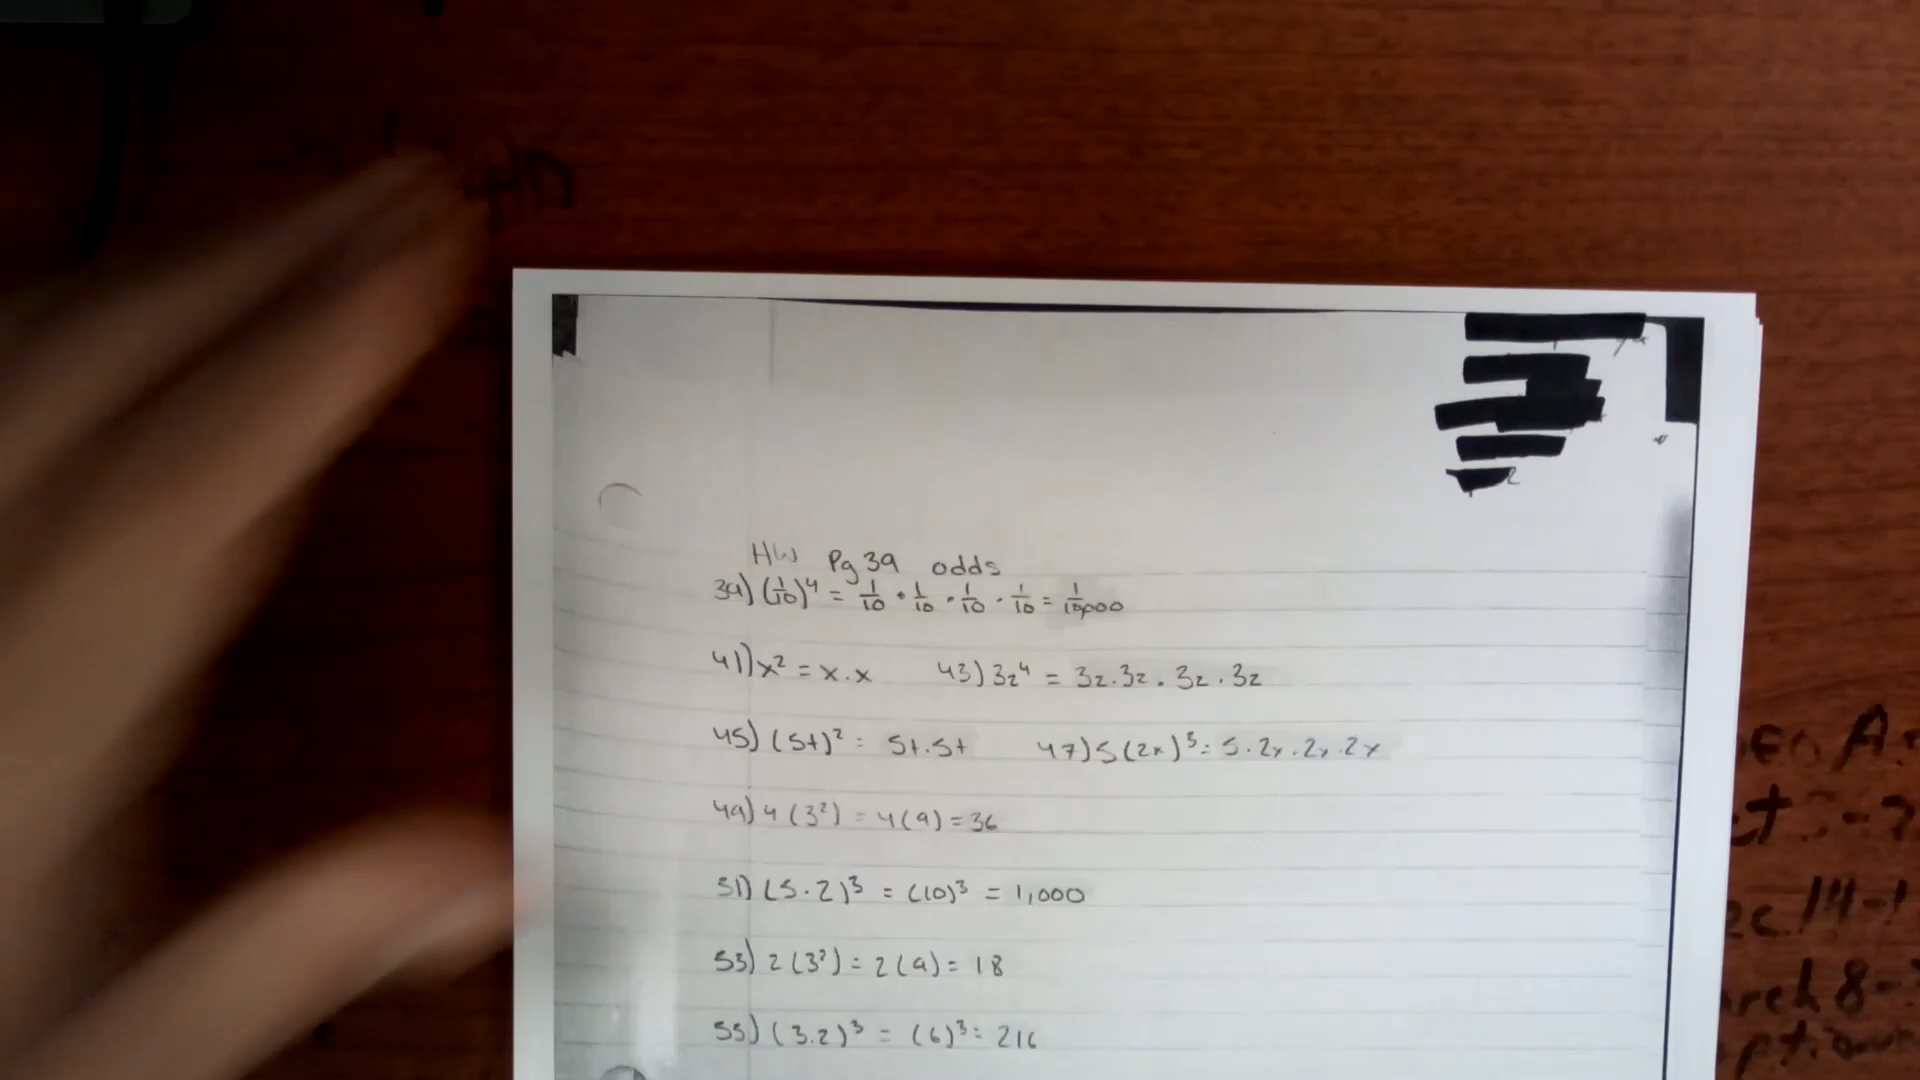 HW Pg 39 odds
39) (1/10)⁴ = 1/10 · 1/10 · 1/10 · 1/10 = 1/10,000
41) x² = x · x 43) 3z⁴ = 3z · 3z · 3z · 3z
45) (5t)² = 5t · 5t 47) 5(2x)³ = 5 · 2x · 2x · 2x
49) 4(3²) = 4(9) = 36
51) (5 · 2)³ = (10)³ = 1,000
53) 2(3²) = 2(9) = 18
55) (3 · 2)³ = (6)³ = 216